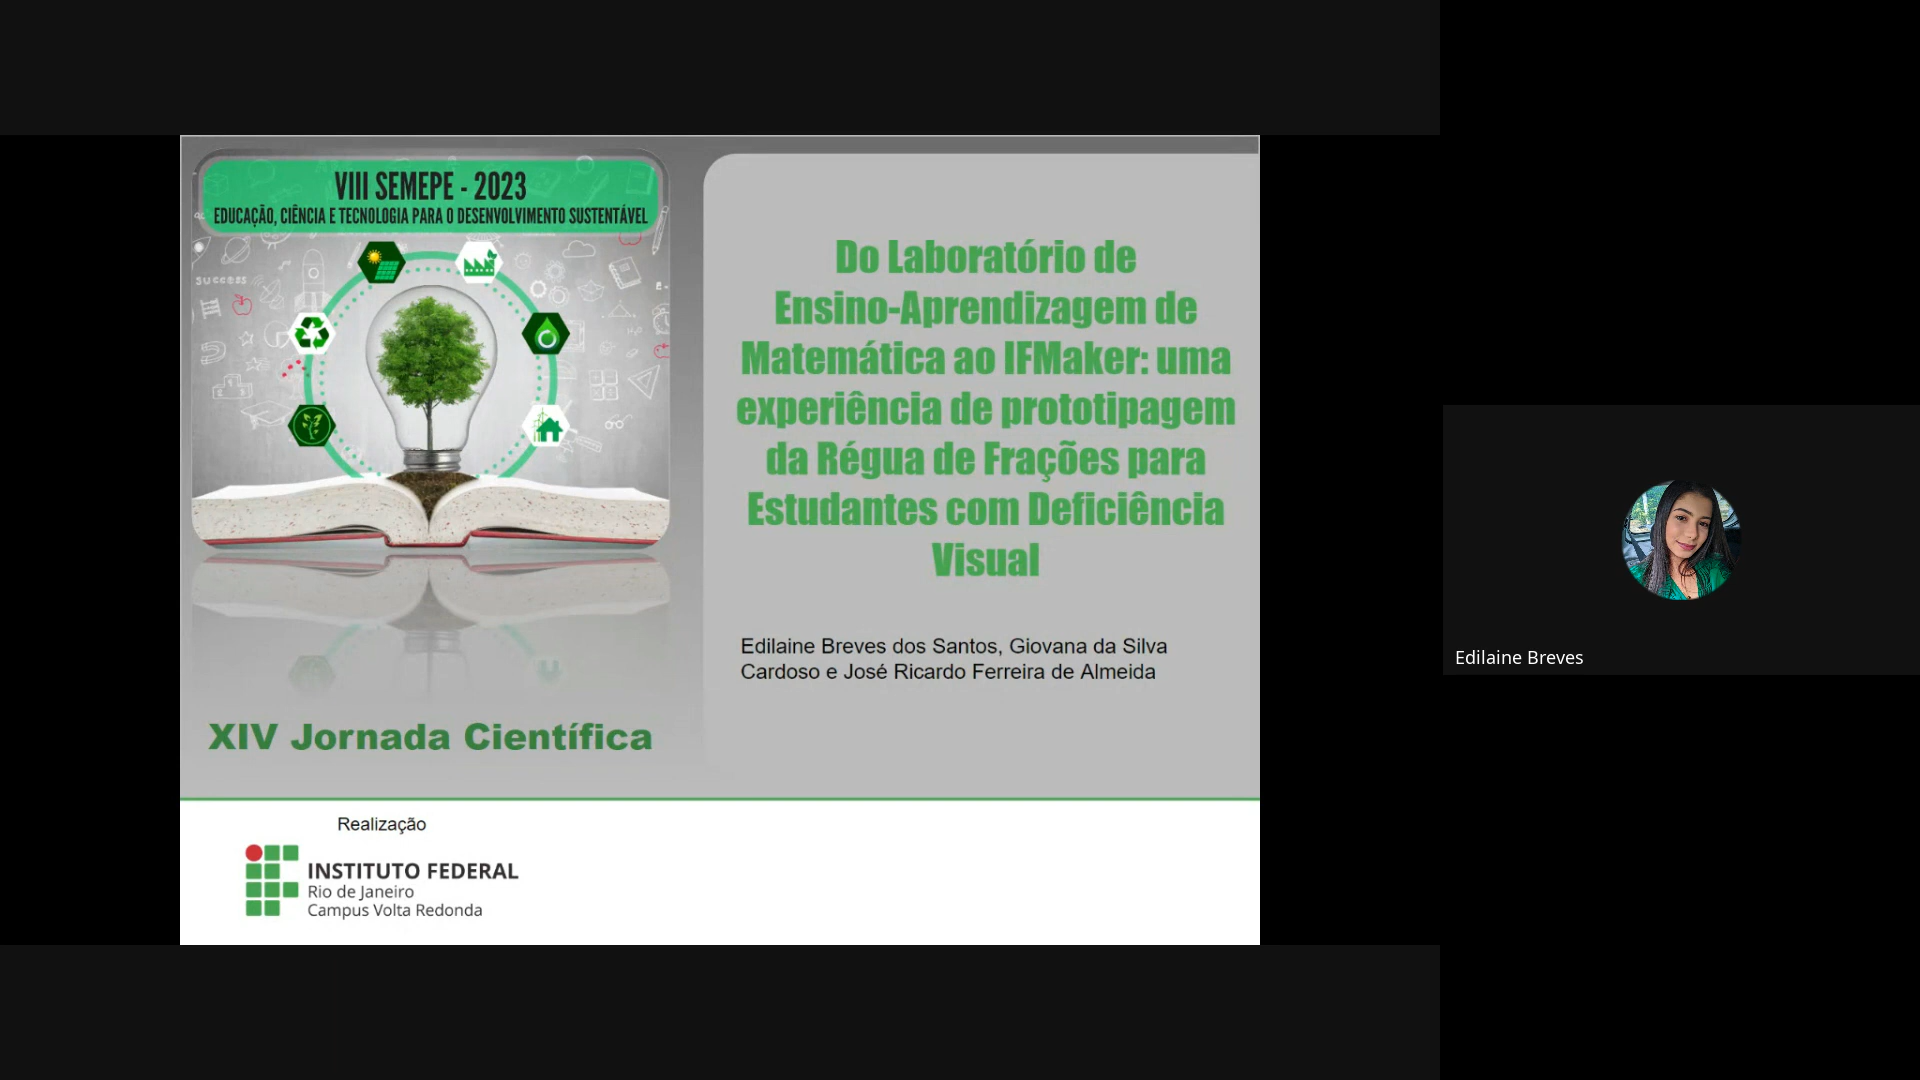 VIII SEMEPE - 2023
EDUCAÇÃO, CIÊNCIA E TECNOLOGIA PARA O DESENVOLVIMENTO SUSTENTÁVEL
SUCCESS
H₂O
XIV Jornada Científica
Do Laboratório de
Ensino-Aprendizagem de
Matemática ao IFMaker: uma
experiência de prototipagem
da Régua de Frações para
Estudantes com Deficiência
Visual
Edilaine Breves dos Santos, Giovana da Silva
Cardoso e José Ricardo Ferreira de Almeida
Realização
INSTITUTO FEDERAL
Rio de Janeiro
Campus Volta Redonda
Edilaine Breves